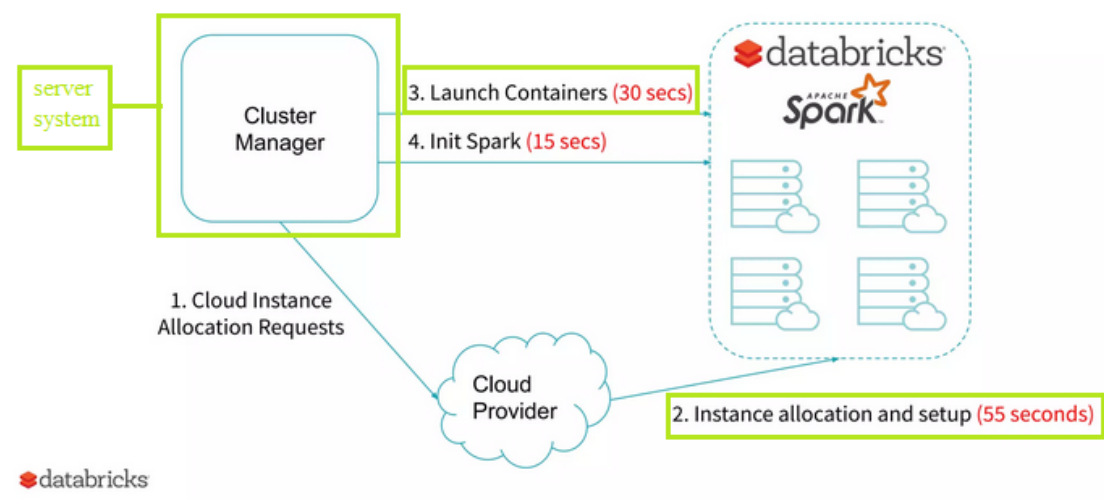 databricks
APACHE
Spark
server
system
Cluster
Manager
3. Launch Containers (30 secs)
4. Init Spark (15 secs)
1. Cloud Instance
Allocation Requests
Cloud
Provider
2. Instance allocation and setup (55 seconds)
databricks